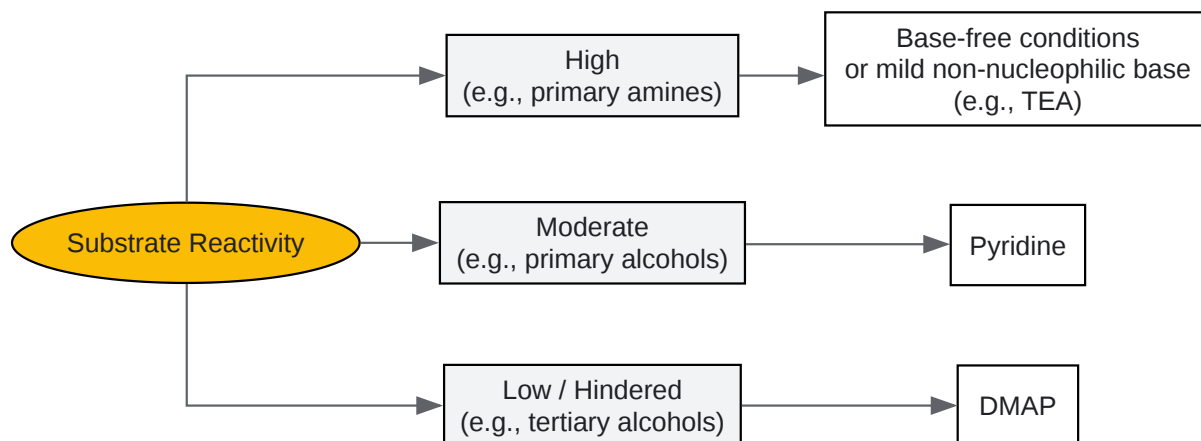 High
(e.g., primary amines)
Base-free conditions
or mild non-nucleophilic base
(e.g., TEA)
Substrate Reactivity
Moderate
(e.g., primary alcohols)
Pyridine
Low / Hindered
(e.g., tertiary alcohols)
DMAP